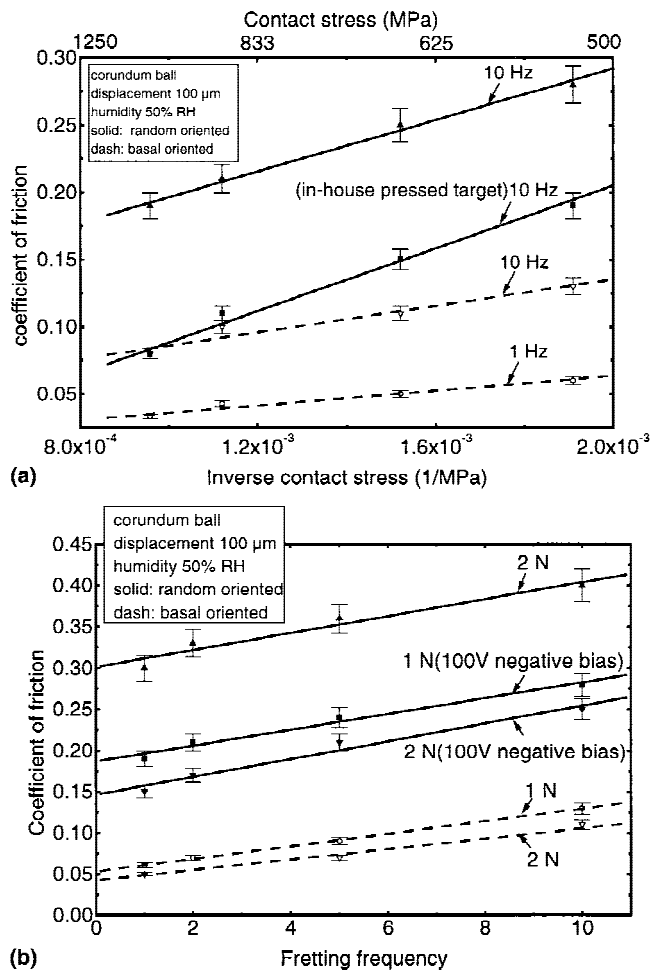 Contact stress (MPa)
1250 833 625 500
0.30
corundum ball
displacement 100 μm
humidity 50% RH
solid: random oriented
dash: basal oriented
10 Hz
0.25
0.20
(in-house pressed target)10 Hz
0.15
10 Hz
0.10
1 Hz
0.05
coefficient of friction
8.0x10⁻⁴ 1.2x10⁻³ 1.6x10⁻³ 2.0x10⁻³
(a) Inverse contact stress (1/MPa)
corundum ball
displacement 100 μm
humidity 50% RH
solid: random oriented
dash: basal oriented
0.45
2 N
0.40
0.35
0.30
1 N(100V negative bias)
0.25
2 N(100V negative bias)
0.20
0.15
1 N
0.10
2 N
0.05
0.00
Coefficient of friction
0 2 4 6 8 10
(b) Fretting frequency